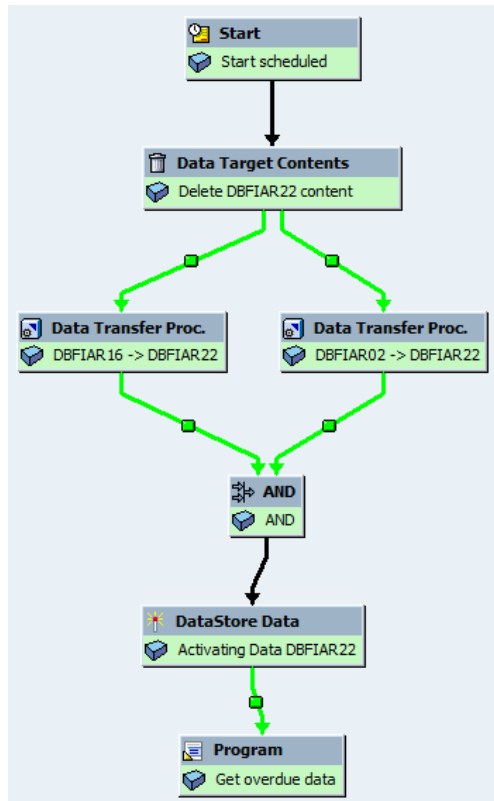 Start
Start scheduled
Data Target Contents
Delete DBFIAR22 content
Data Transfer Proc.
DBFIAR16 -> DBFIAR22
Data Transfer Proc.
DBFIAR02 -> DBFIAR22
AND
AND
DataStore Data
Activating Data DBFIAR22
Program
Get overdue data